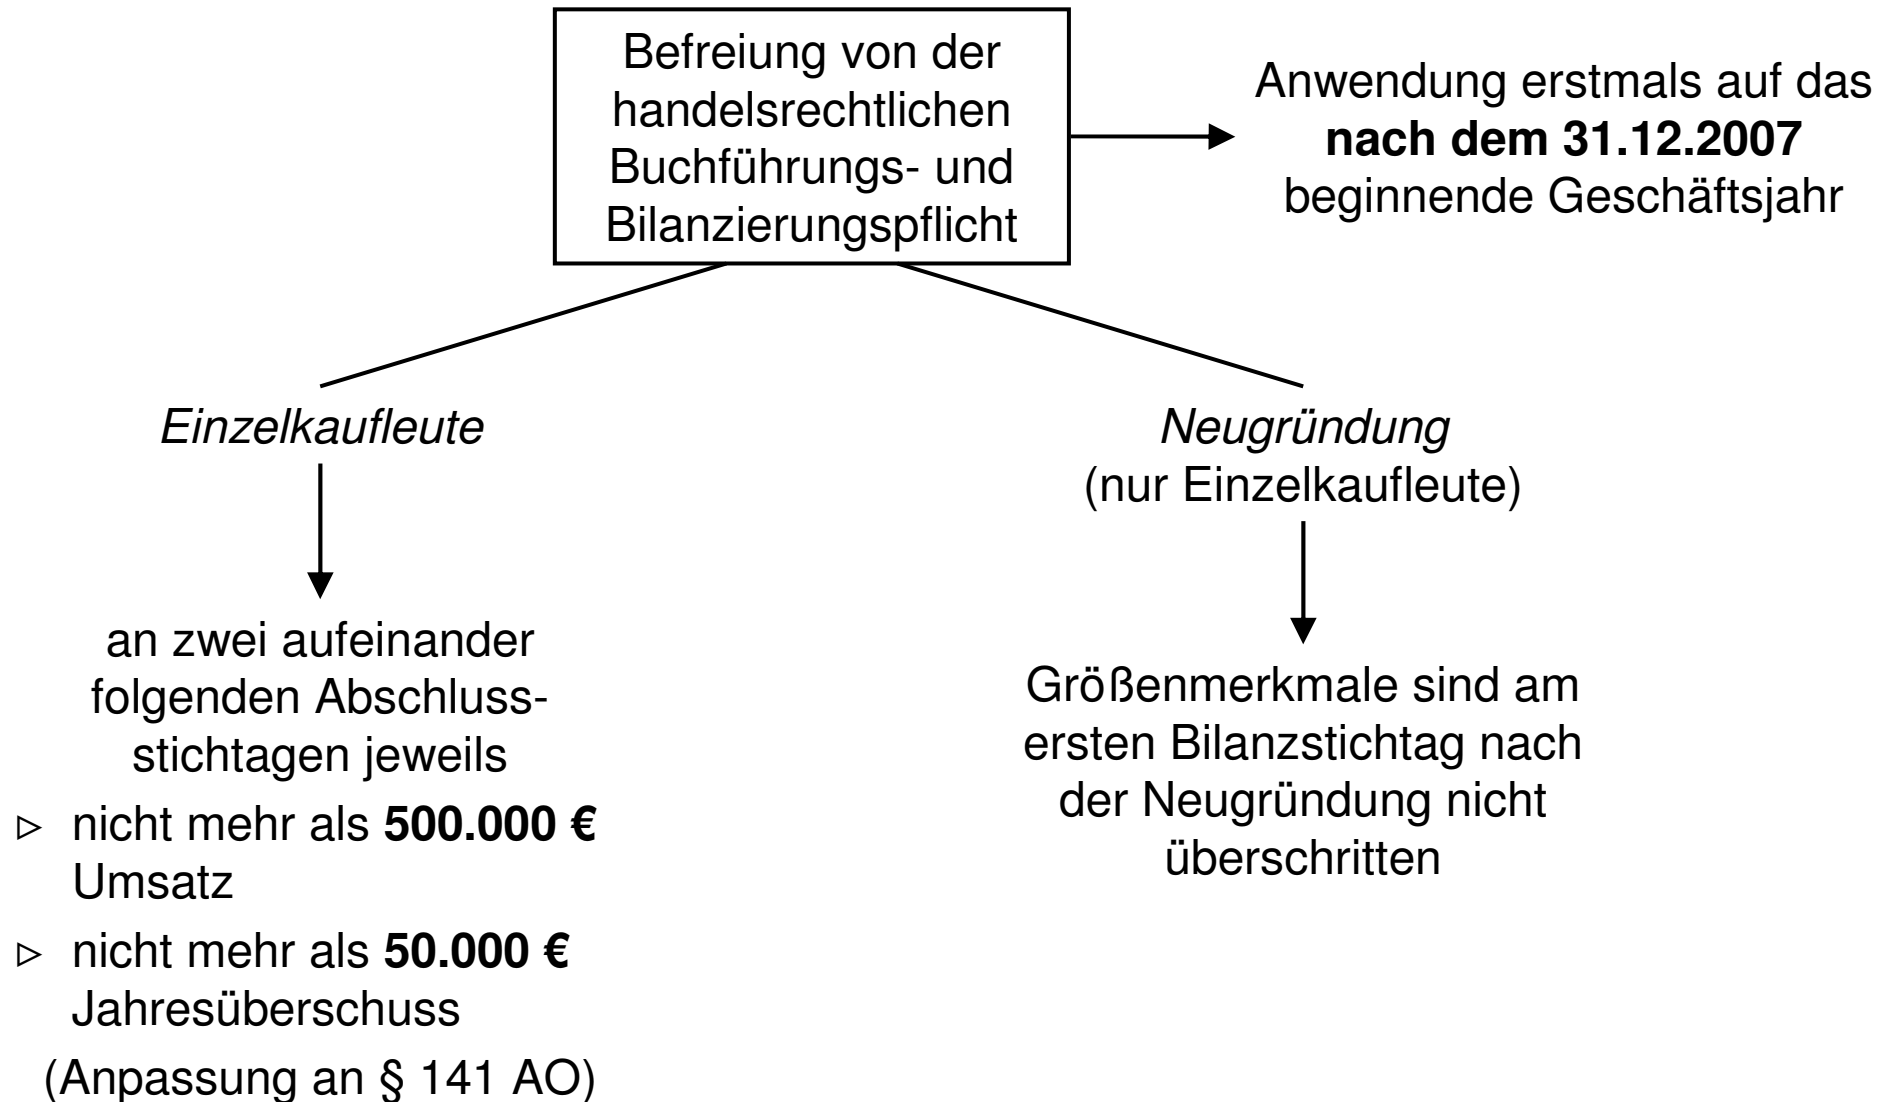 Befreiung von der
handelsrechtlichen
Buchführungs- und
Bilanzierungspflicht
Anwendung erstmals auf das
nach dem 31.12.2007
beginnende Geschäftsjahr
Einzelkaufleute
an zwei aufeinander
folgenden Abschluss-
stichtagen jeweils
▷ nicht mehr als 500.000 €
Umsatz
▷ nicht mehr als 50.000 €
Jahresüberschuss
(Anpassung an § 141 AO)
Neugründung
(nur Einzelkaufleute)
Größenmerkmale sind am
ersten Bilanzstichtag nach
der Neugründung nicht
überschritten